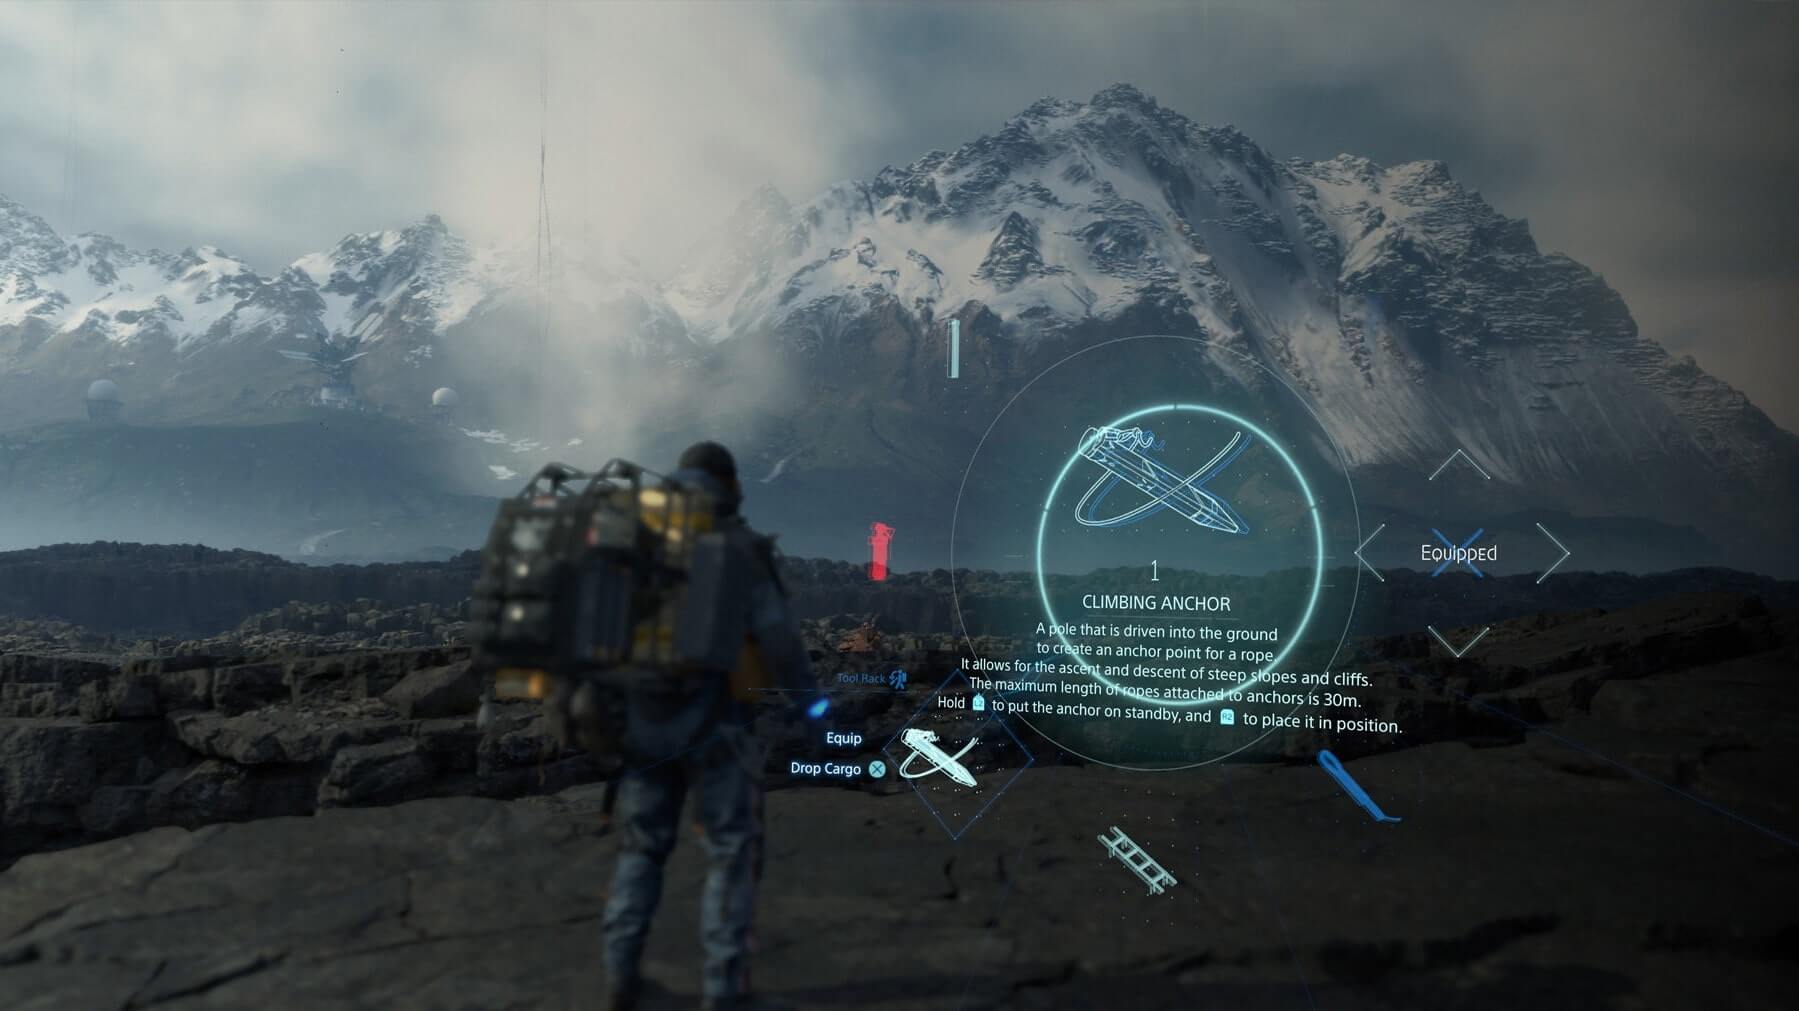 Equipped
1
CLIMBING ANCHOR
A pole that is driven into the ground
to create an anchor point for a rope.
It allows for the ascent and descent of steep slopes and cliffs.
The maximum length of ropes attached to anchors is 30m.
Hold L2 to put the anchor on standby, and R2 to place it in position.
Tool Rack
Equip
Drop Cargo